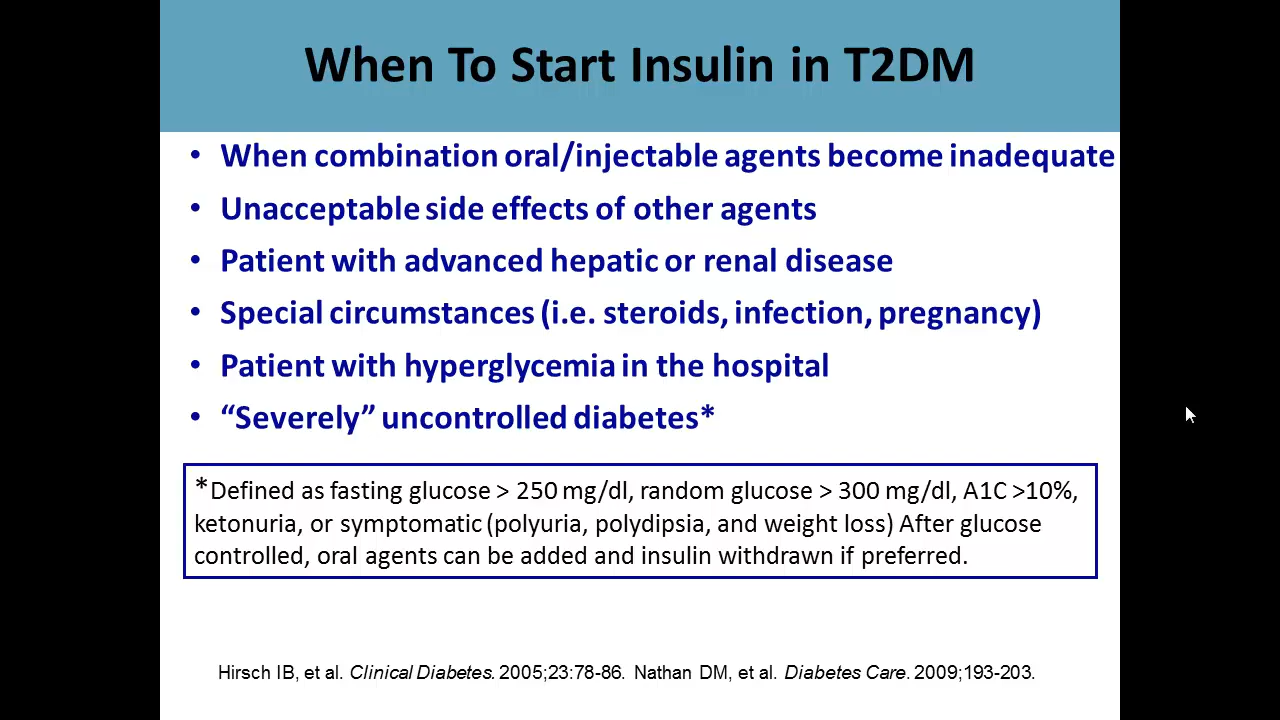 When To Start Insulin in T2DM
• When combination oral/injectable agents become inadequate
• Unacceptable side effects of other agents
• Patient with advanced hepatic or renal disease
• Special circumstances (i.e. steroids, infection, pregnancy)
• Patient with hyperglycemia in the hospital
• “Severely” uncontrolled diabetes*
*Defined as fasting glucose > 250 mg/dl, random glucose > 300 mg/dl, A1C >10%,
ketonuria, or symptomatic (polyuria, polydipsia, and weight loss) After glucose
controlled, oral agents can be added and insulin withdrawn if preferred.
Hirsch IB, et al. Clinical Diabetes. 2005;23:78-86. Nathan DM, et al. Diabetes Care. 2009;193-203.